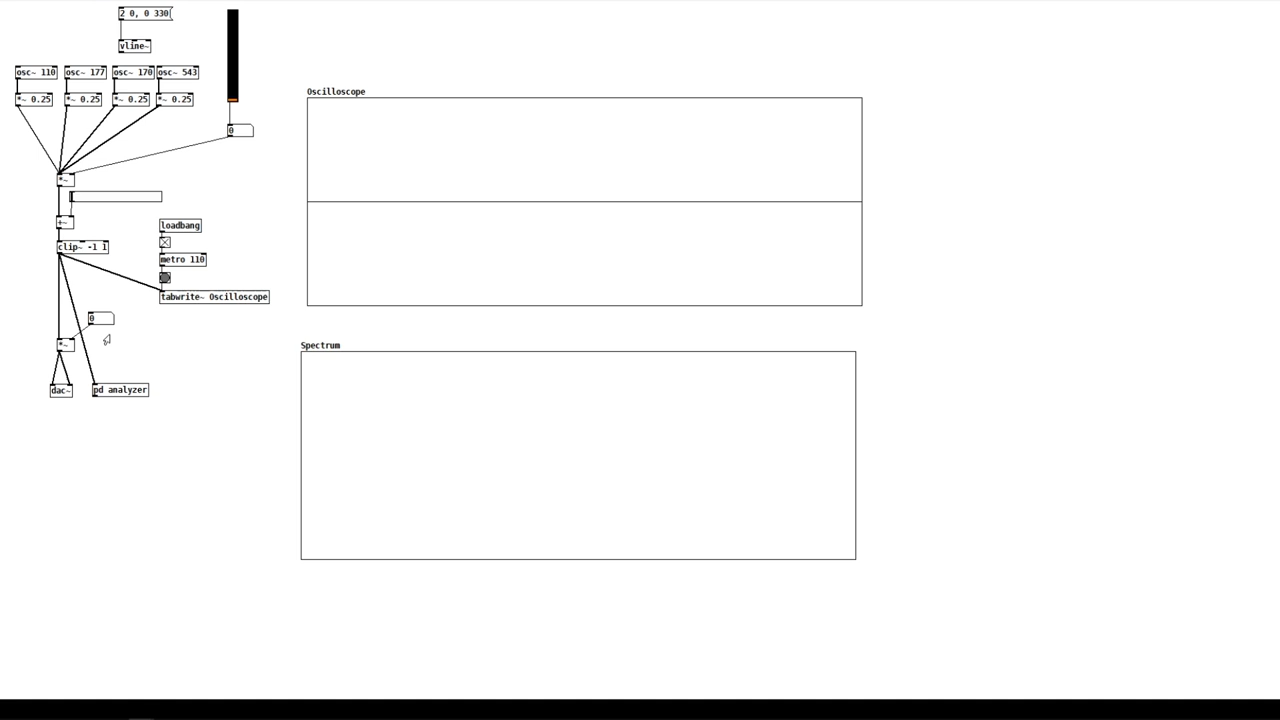 2 0, 0 330
vline~
osc~ 110
osc~ 177
osc~ 170
osc~ 543
*~ 0.25
*~ 0.25
*~ 0.25
*~ 0.25
0
*~
+~
clip~ -1 1
loadbang
metro 110
tabwrite~ Oscilloscope
0
*~
dac~
pd analyzer
Oscilloscope
Spectrum